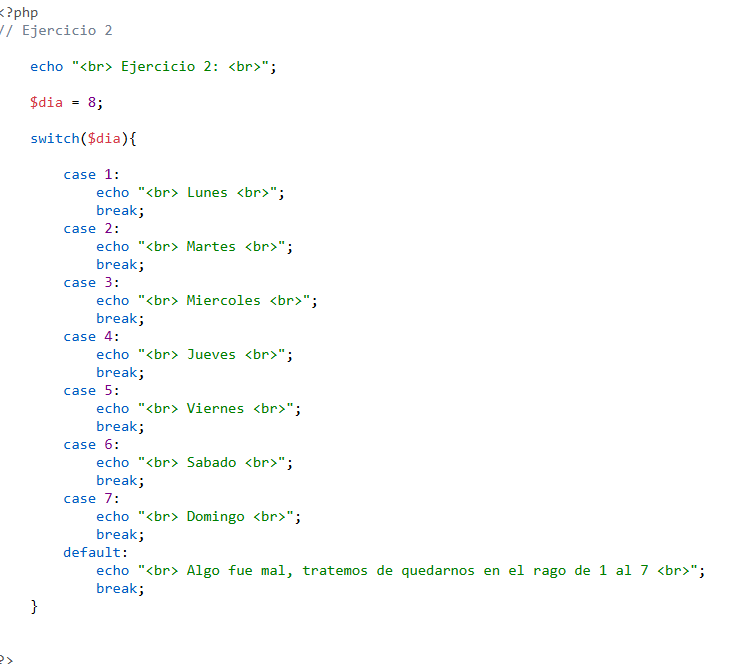 <?php
// Ejercicio 2
echo "<br> Ejercicio 2: <br>";
$dia = 8;
switch($dia){
case 1:
echo "<br> Lunes <br>";
break;
case 2:
echo "<br> Martes <br>";
break;
case 3:
echo "<br> Miercoles <br>";
break;
case 4:
echo "<br> Jueves <br>";
break;
case 5:
echo "<br> Viernes <br>";
break;
case 6:
echo "<br> Sabado <br>";
break;
case 7:
echo "<br> Domingo <br>";
break;
default:
echo "<br> Algo fue mal, tratemos de quedarnos en el rago de 1 al 7 <br>";
break;
}
?>